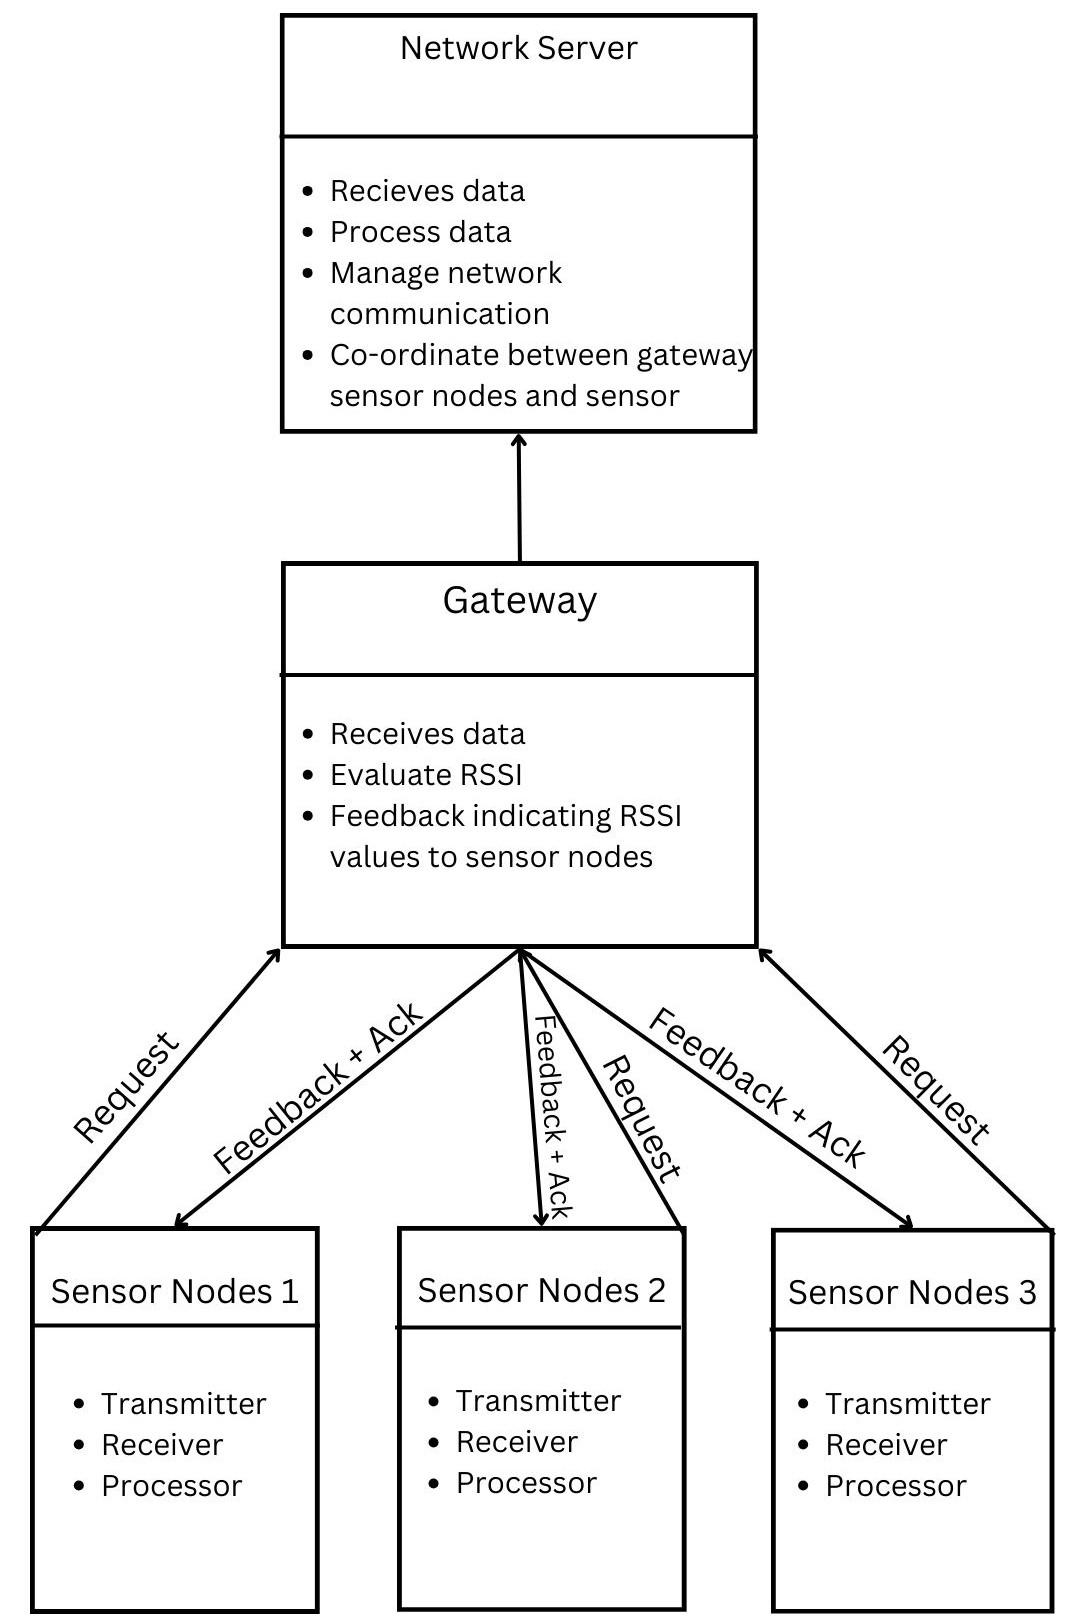 Network Server
• Recieves data
• Process data
• Manage network
communication
• Co-ordinate between gateway
sensor nodes and sensor
Gateway
• Receives data
• Evaluate RSSI
• Feedback indicating RSSI
values to sensor nodes
Request
Feedback + Ack
Feedback + Ack
Request
Feedback + Ack
Request
Sensor Nodes 1
• Transmitter
• Receiver
• Processor
Sensor Nodes 2
• Transmitter
• Receiver
• Processor
Sensor Nodes 3
• Transmitter
• Receiver
• Processor